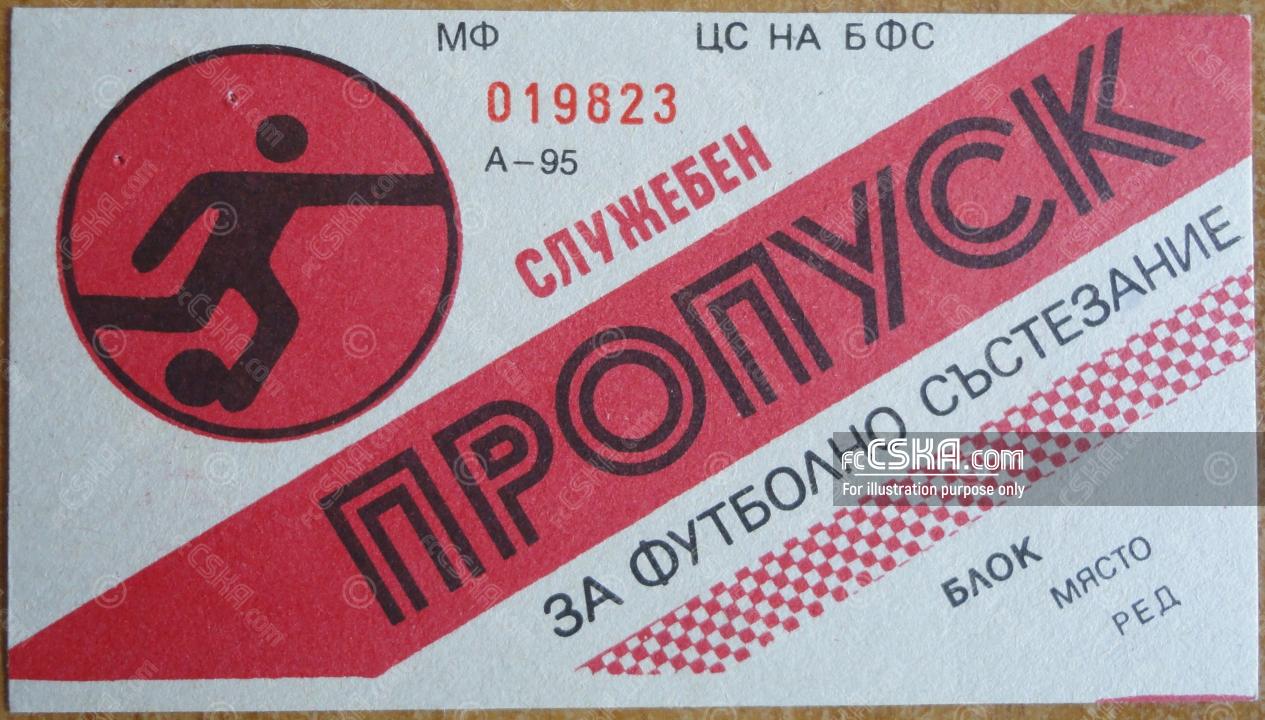 МФ ЦС НА БФС
019823
А–95
СЛУЖЕБЕН
ПРОПУСК
ЗА ФУТБОЛНО СЪСТЕЗАНИЕ
fcCSKA.com
For illustration purpose only
БЛОК
МЯСТО
РЕД